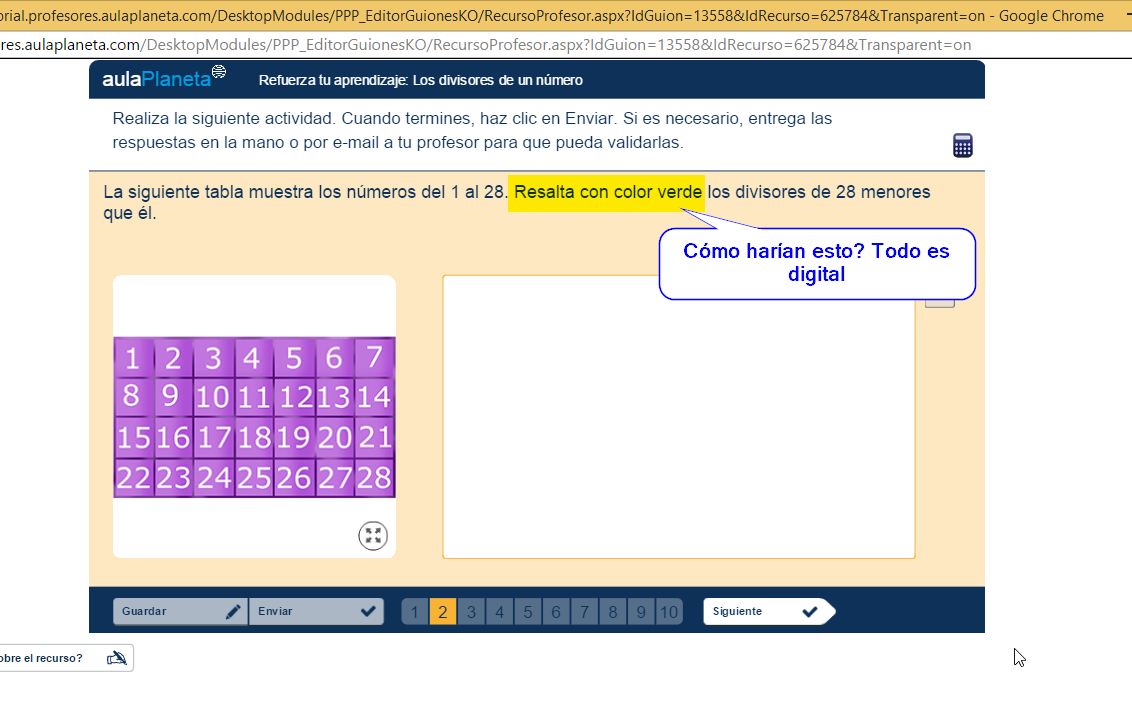 orial.profesores.aulaplaneta.com/DesktopModules/PPP_EditorGuionesKO/RecursoProfesor.aspx?IdGuion=13558&IdRecurso=625784&Transparent=on - Google Chrome
res.aulaplaneta.com/DesktopModules/PPP_EditorGuionesKO/RecursoProfesor.aspx?IdGuion=13558&IdRecurso=625784&Transparent=on
aulaPlaneta Refuerza tu aprendizaje: Los divisores de un número
Realiza la siguiente actividad. Cuando termines, haz clic en Enviar. Si es necesario, entrega las
respuestas en la mano o por e-mail a tu profesor para que pueda validarlas.
La siguiente tabla muestra los números del 1 al 28. Resalta con color verde los divisores de 28 menores
que él.
Cómo harían esto? Todo es
digital
1 2 3 4 5 6 7
8 9 10 11 12 13 14
15 16 17 18 19 20 21
22 23 24 25 26 27 28
Guardar Enviar 1 2 3 4 5 6 7 8 9 10 Siguiente
obre el recurso?